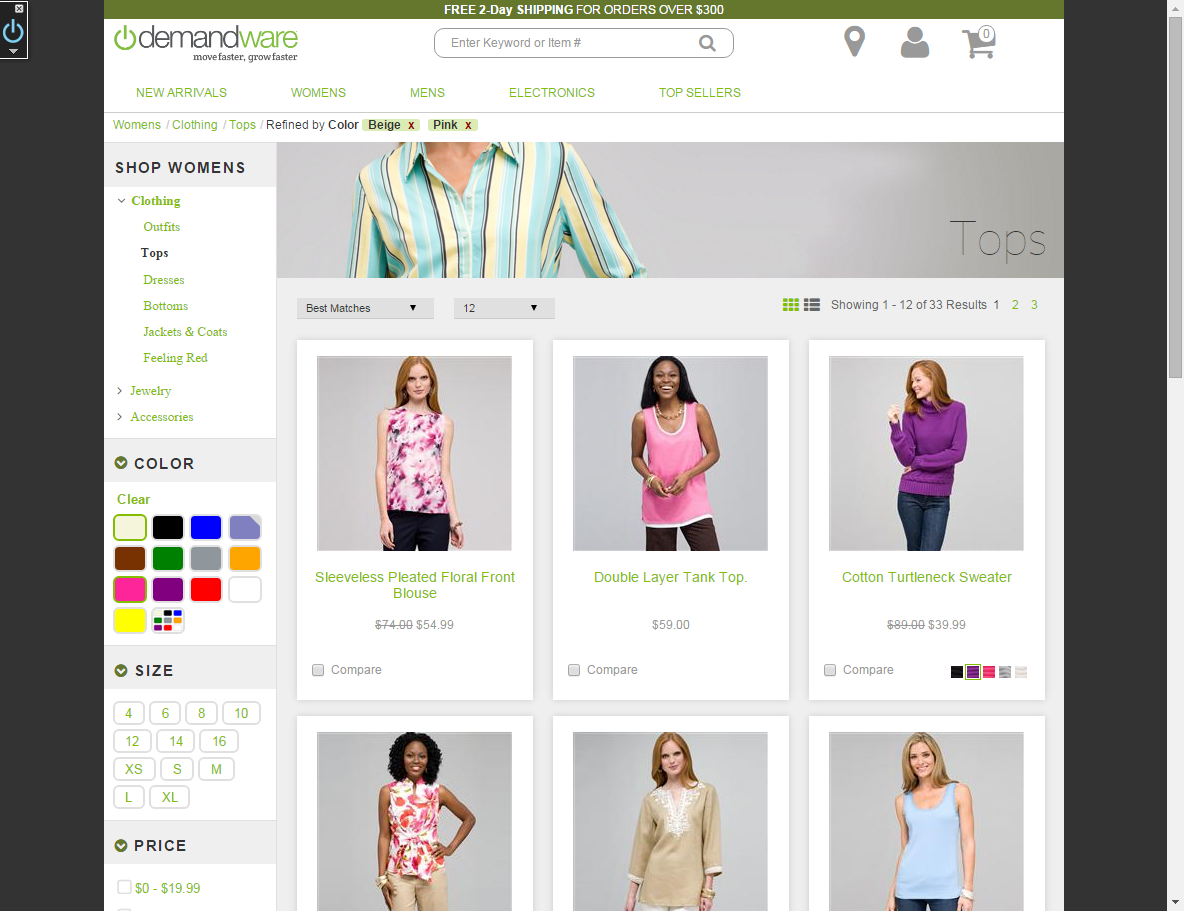 FREE 2-Day SHIPPING FOR ORDERS OVER $300
demandware
move faster, grow faster
Enter Keyword or Item #
0
NEW ARRIVALS WOMENS MENS ELECTRONICS TOP SELLERS
Womens / Clothing / Tops / Refined by Color Beige x Pink x
SHOP WOMENS
Clothing
Outfits
Tops
Dresses
Bottoms
Jackets & Coats
Feeling Red
Jewelry
Accessories
COLOR
Clear
SIZE
4 6 8 10
12 14 16
XS S M
L XL
PRICE
$0 - $19.99
Tops
Best Matches 12 Showing 1 - 12 of 33 Results 1 2 3
Sleeveless Pleated Floral Front
Blouse
$74.00 $54.99
Compare
Double Layer Tank Top.
$59.00
Compare
Cotton Turtleneck Sweater
$89.00 $39.99
Compare